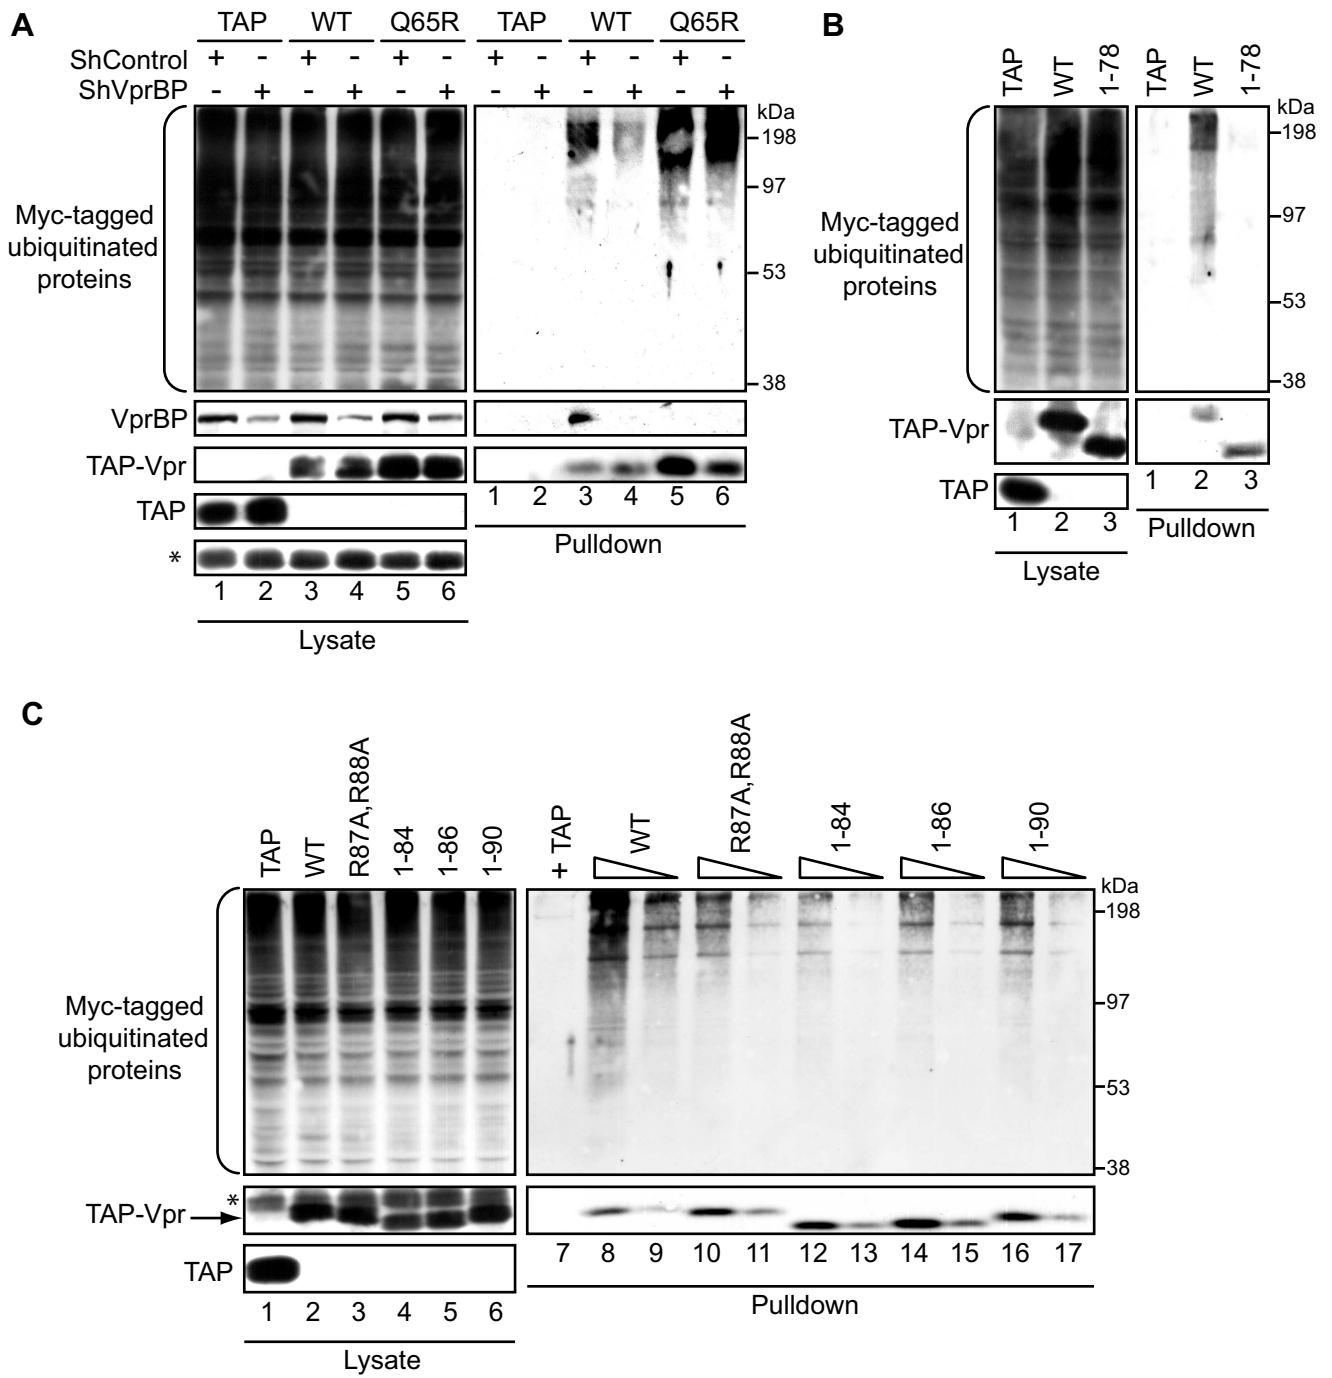 A
TAP WT Q65R TAP WT Q65R
ShControl + - + - + - + - + - + -
ShVprBP - + - + - + - + - + - +
kDa
198
97
53
38
Myc-tagged
ubiquitinated
proteins
VprBP
TAP-Vpr
TAP
*
1 2 3 4 5 6
Lysate
1 2 3 4 5 6
Pulldown
B
TAP WT 1-78 TAP WT 1-78
kDa
198
97
53
38
Myc-tagged
ubiquitinated
proteins
TAP-Vpr
TAP
1 2 3
Lysate
1 2 3
Pulldown
C
TAP WT R87A,R88A 1-84 1-86 1-90
+ TAP WT R87A,R88A 1-84 1-86 1-90
kDa
198
97
53
38
Myc-tagged
ubiquitinated
proteins
*
TAP-Vpr
TAP
1 2 3 4 5 6
Lysate
7 8 9 10 11 12 13 14 15 16 17
Pulldown